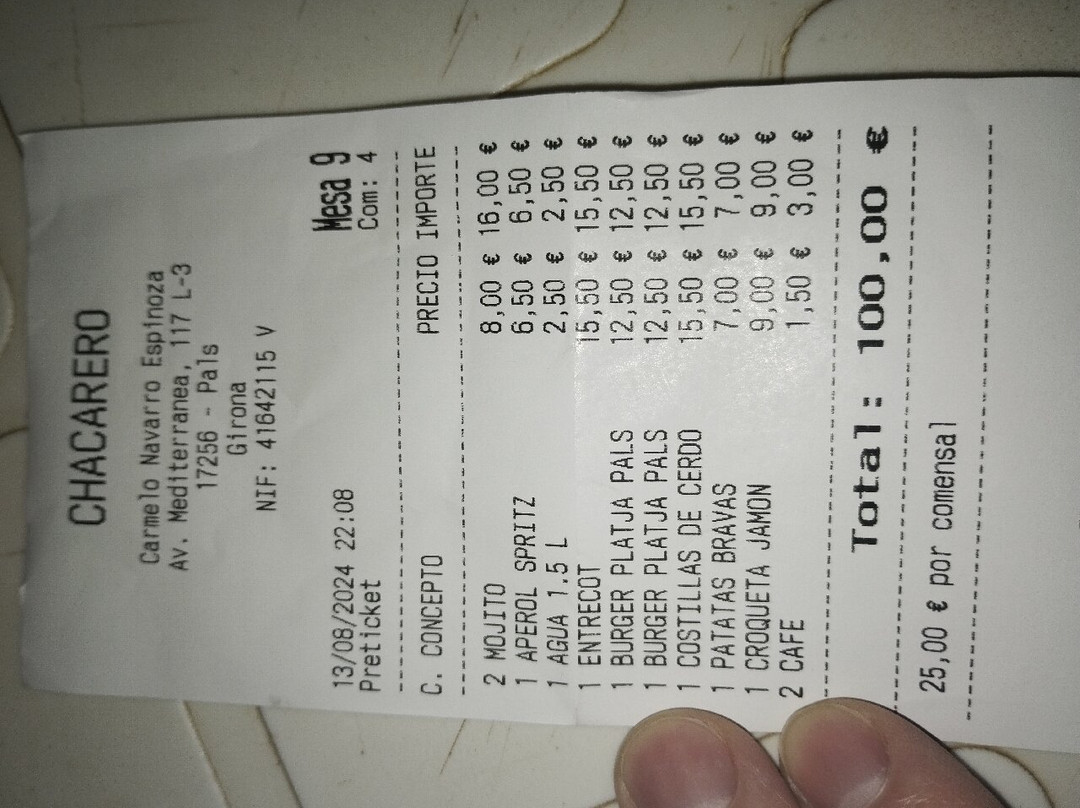 CHACARERO
Carmelo Navarro Espinoza
Av. Mediterranea, 117 L-3
17256 - Pals
Girona
NIF: 41642115 V
Mesa 9
13/08/2024 22:08 Com: 4
Preticket
C. CONCEPTO PRECIO IMPORTE
2 MOJITO 8,00 € 16,00 €
1 APEROL SPRITZ 6,50 € 6,50 €
1 AGUA 1.5 L 2,50 € 2,50 €
1 ENTRECOT 15,50 € 15,50 €
1 BURGER PLATJA PALS 12,50 € 12,50 €
1 BURGER PLATJA PALS 12,50 € 12,50 €
1 COSTILLAS DE CERDO 15,50 € 15,50 €
1 PATATAS BRAVAS 7,00 € 7,00 €
1 CROQUETA JAMON 9,00 € 9,00 €
2 CAFE 1,50 € 3,00 €
Total: 100,00 €
25,00 € por comensal